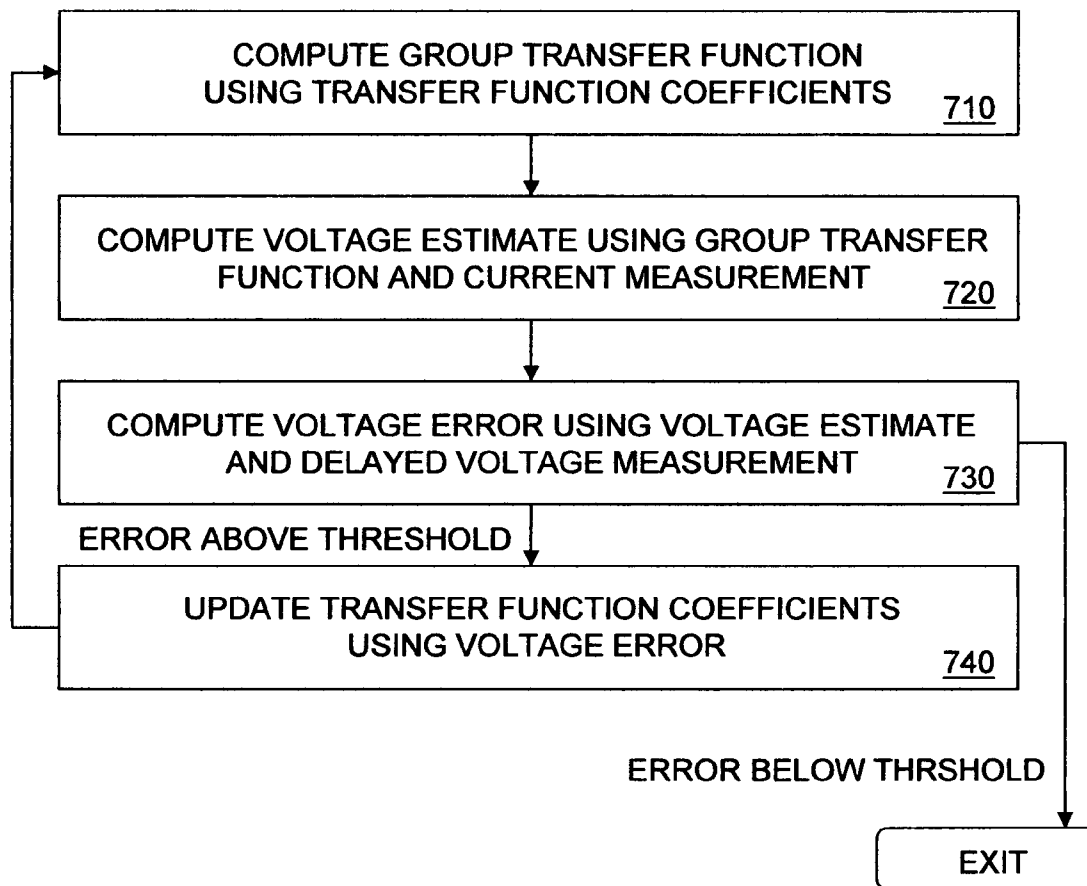 COMPUTE GROUP TRANSFER FUNCTION
USING TRANSFER FUNCTION COEFFICIENTS
710
COMPUTE VOLTAGE ESTIMATE USING GROUP TRANSFER
FUNCTION AND CURRENT MEASUREMENT
720
COMPUTE VOLTAGE ERROR USING VOLTAGE ESTIMATE
AND DELAYED VOLTAGE MEASUREMENT
730
ERROR ABOVE THRESHOLD
UPDATE TRANSFER FUNCTION COEFFICIENTS
USING VOLTAGE ERROR
740
ERROR BELOW THRSHOLD
EXIT